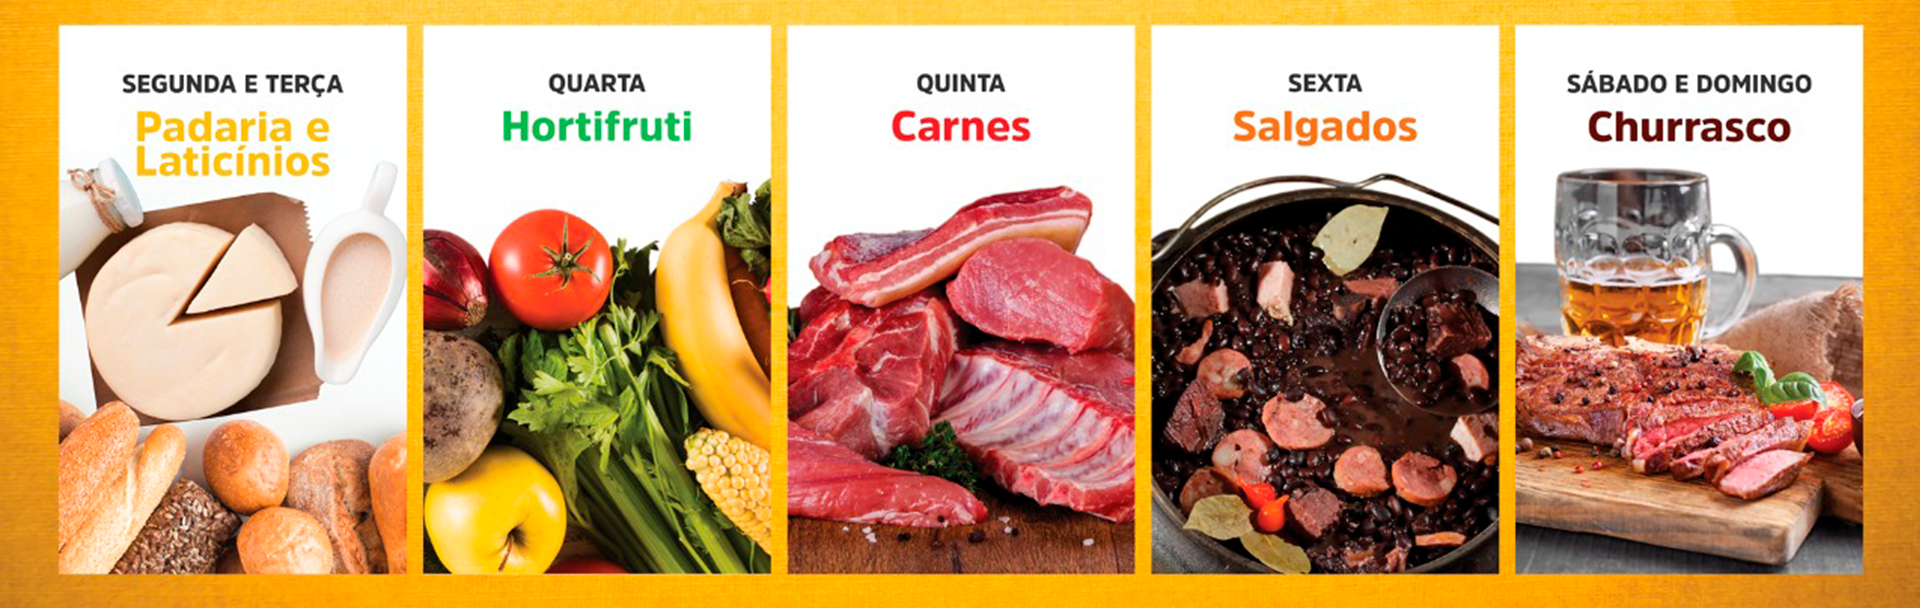 SEGUNDA E TERÇA
Padaria e
Laticínios
QUARTA
Hortifruti
QUINTA
Carnes
SEXTA
Salgados
SÁBADO E DOMINGO
Churrasco